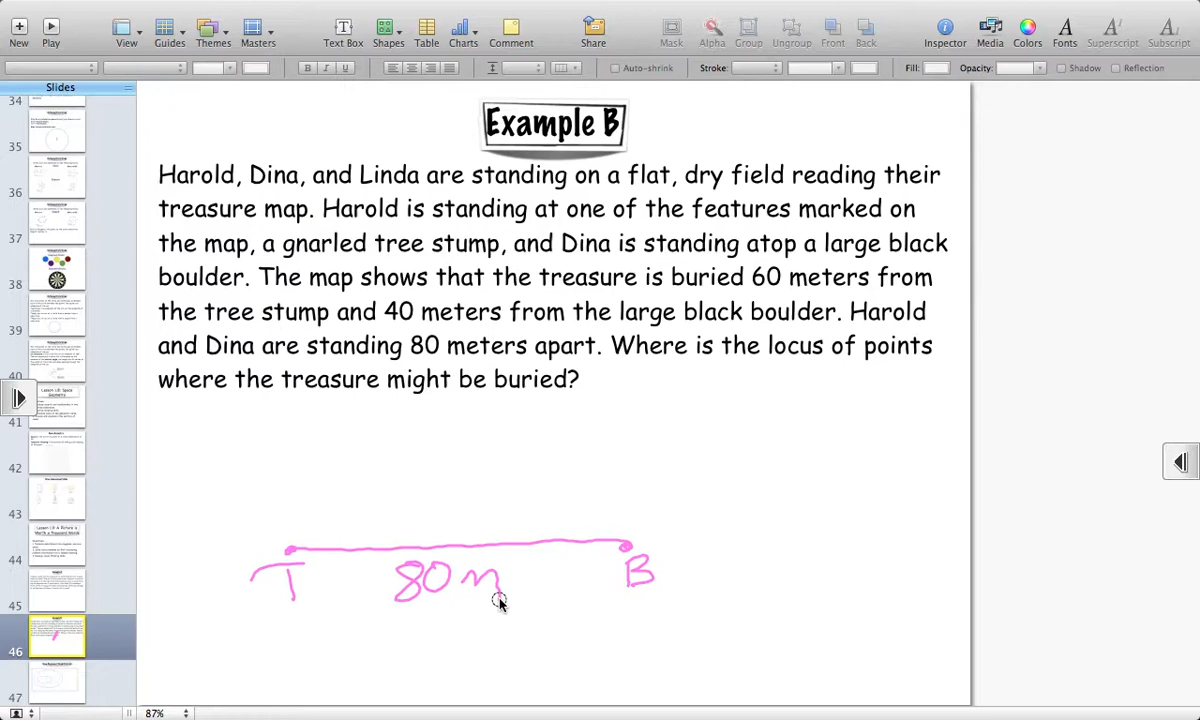 New Play View Guides Themes Masters Text Box Shapes Table Charts Comment Share Mask Alpha Group Ungroup Front Back Inspector Media Colors Fonts Superscript Subscript
B I U Auto-shrink Stroke: Fill: Opacity: Shadow Reflection
Slides
34
35
36
37
38
39
40
41
42
43
44
45
46
47
Example B
Harold, Dina, and Linda are standing on a flat, dry field reading their
treasure map. Harold is standing at one of the features marked on
the map, a gnarled tree stump, and Dina is standing atop a large black
boulder. The map shows that the treasure is buried 60 meters from
the tree stump and 40 meters from the large black boulder. Harold
and Dina are standing 80 meters apart. Where is the locus of points
where the treasure might be buried?
T 80 m B
87%